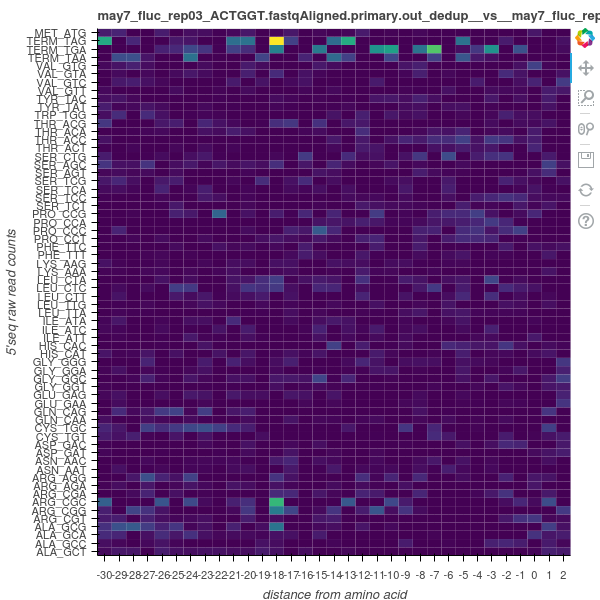 may7_fluc_rep03_ACTGGT.fastqAligned.primary.out_dedup__vs__may7_fluc_rep
MET_ATG
TERM_TAG
TERM_TGA
TERM_TAA
VAL_GTG
VAL_GTA
VAL_GTC
VAL_GTT
TYR_TAC
TYR_TAT
TRP_TGG
THR_ACG
THR_ACA
THR_ACC
THR_ACT
SER_CTG
SER_AGC
SER_AGT
SER_TCG
SER_TCA
SER_TCC
SER_TCT
PRO_CCG
PRO_CCA
PRO_CCC
PRO_CCT
PHE_TTC
PHE_TTT
LYS_AAG
LYS_AAA
LEU_CTA
LEU_CTC
LEU_CTT
LEU_TTG
LEU_TTA
ILE_ATA
ILE_ATC
ILE_ATT
HIS_CAC
HIS_CAT
GLY_GGG
GLY_GGA
GLY_GGC
GLY_GGT
GLU_GAG
GLU_GAA
GLN_CAG
GLN_CAA
CYS_TGC
CYS_TGT
ASP_GAC
ASP_GAT
ASN_AAC
ASN_AAT
ARG_AGG
ARG_AGA
ARG_CGA
ARG_CGC
ARG_CGG
ARG_CGT
ALA_GCG
ALA_GCA
ALA_GCC
ALA_GCT
5'seq raw read counts
-30-29-28-27-26-25-24-23-22-21-20-19-18-17-16-15-14-13-12-11-10-9 -8 -7 -6 -5 -4 -3 -2 -1 0 1 2
distance from amino acid